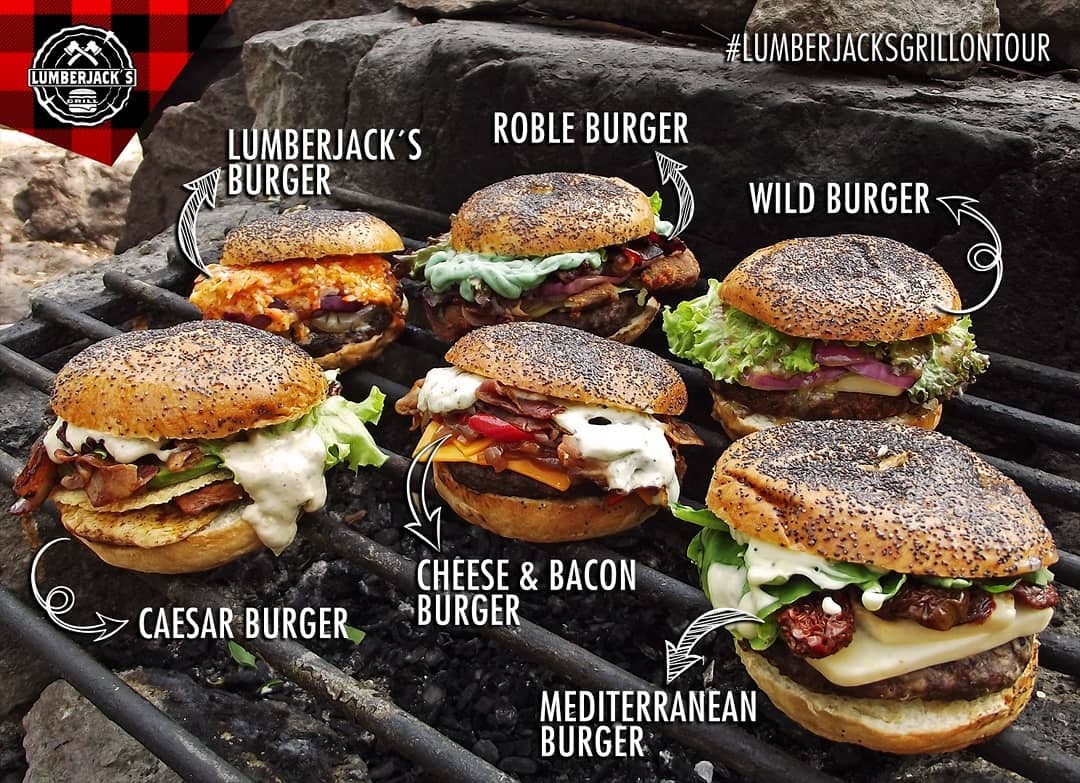 LUMBERJACK´S
GRILL
#LUMBERJACKSGRILLONTOUR
LUMBERJACK´S
BURGER
ROBLE BURGER
WILD BURGER
CHEESE & BACON
BURGER
CAESAR BURGER
MEDITERRANEAN
BURGER